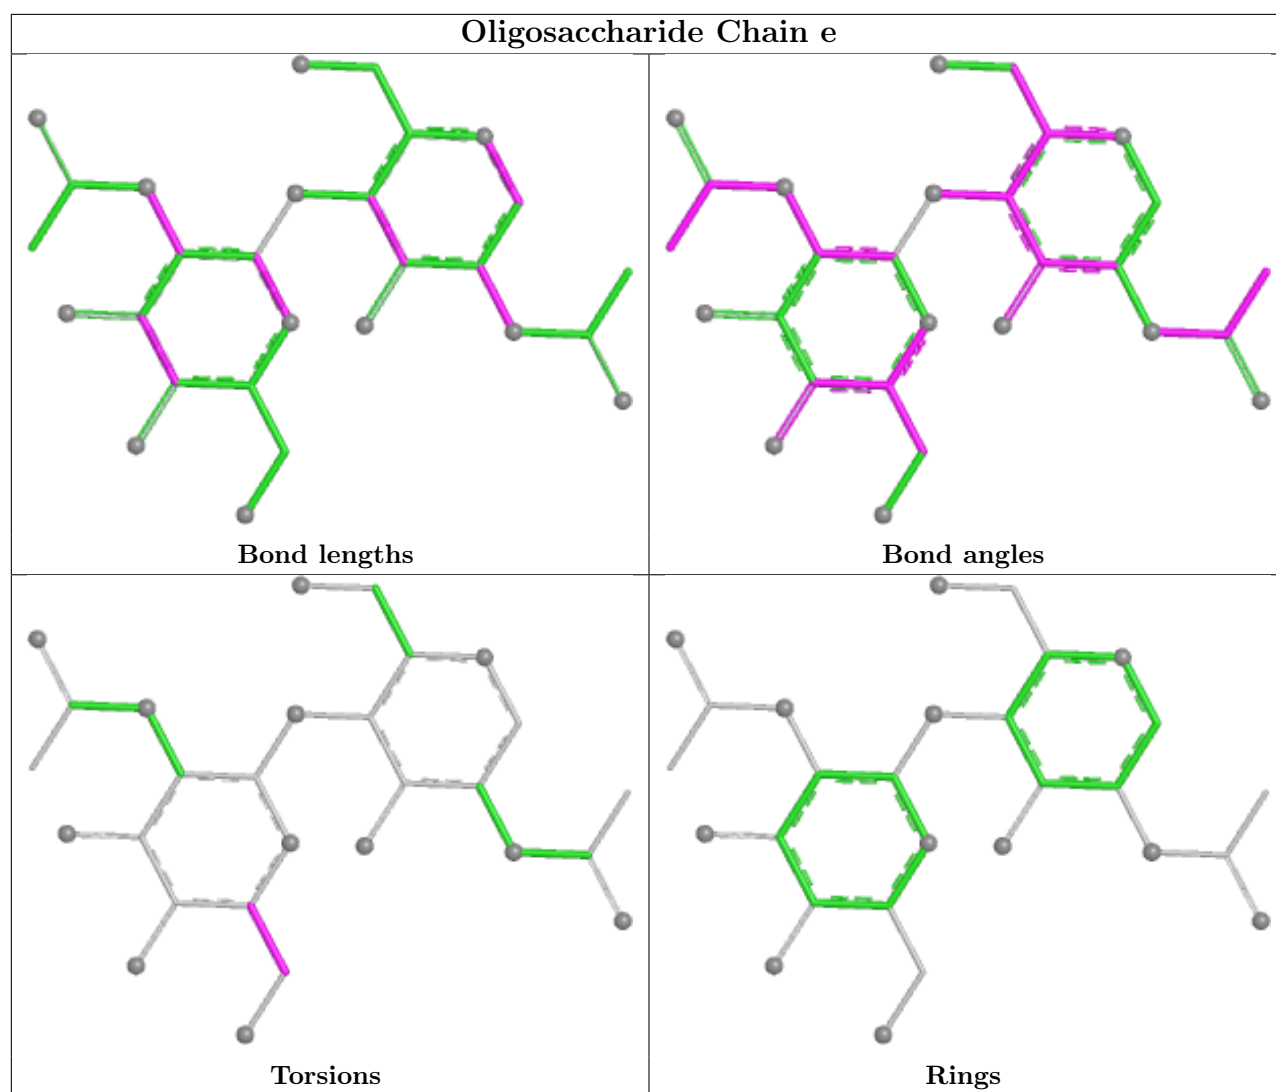 Oligosaccharide Chain e
Bond lengths
Bond angles
Torsions
Rings